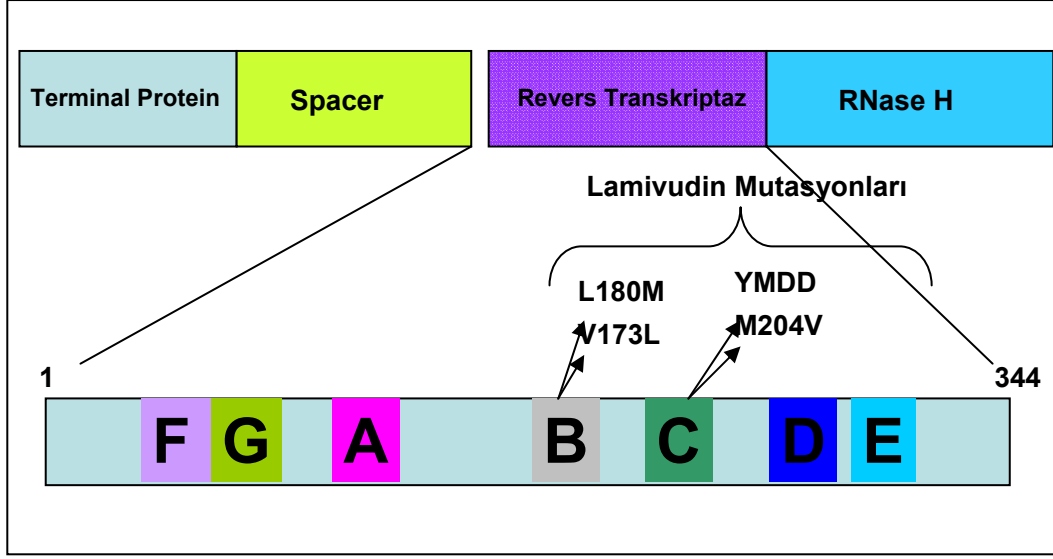 Terminal Protein
Spacer
Revers Transkriptaz
RNase H
Lamivudin Mutasyonları
L180M
V173L
YMDD
M204V
1
344
F
G
A
B
C
D
E